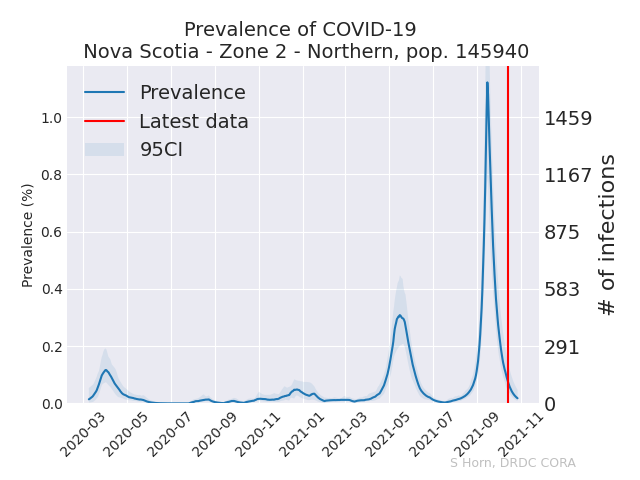 Prevalence of COVID-19
Nova Scotia - Zone 2 - Northern, pop. 145940
Prevalence
Latest data
95CI
Prevalence (%)
1.0
0.8
0.6
0.4
0.2
0.0
1459
1167
875
583
291
0
# of infections
2020-03
2020-05
2020-07
2020-09
2020-11
2021-01
2021-03
2021-05
2021-07
2021-09
2021-11
S Horn, DRDC CORA